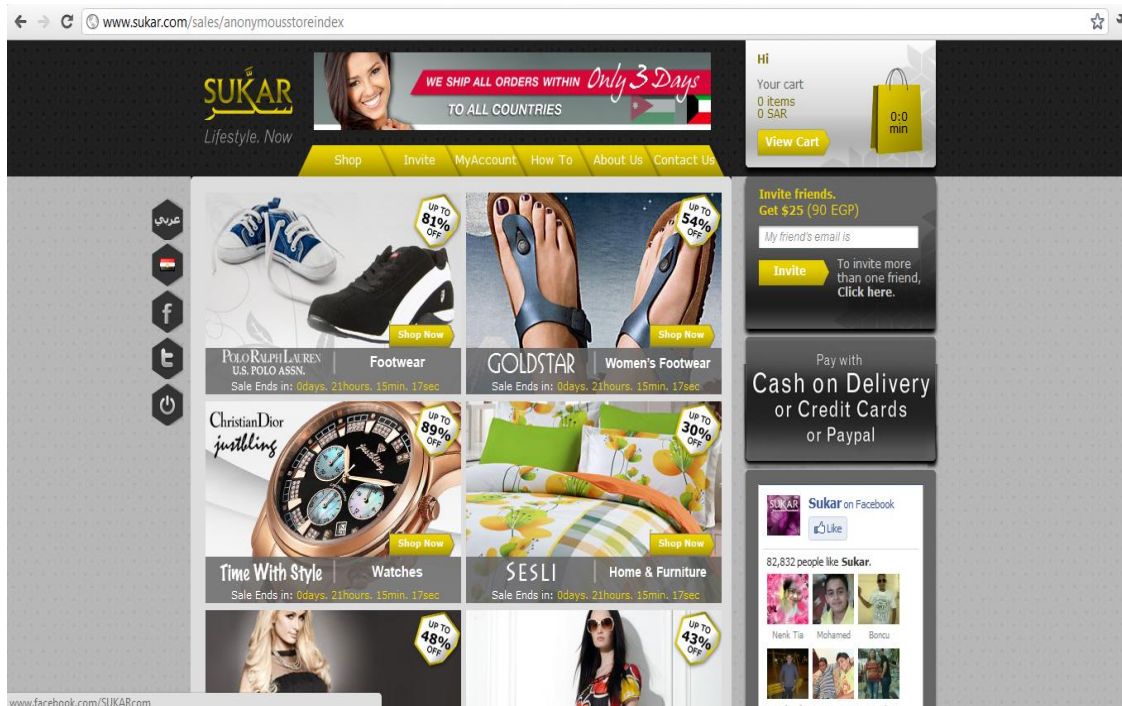 www.sukar.com/sales/anonymousstoreindex
SUKAR
سكر
Lifestyle. Now
WE SHIP ALL ORDERS WITHIN Only 3 Days
TO ALL COUNTRIES
Hi
Your cart
0 items
0 SAR
View Cart
0:0
min
Shop Invite MyAccount How To About Us Contact Us
عربي
UP TO
81%
OFF
Shop Now
POLO RALPH LAUREN
U.S. POLO ASSN.
Footwear
Sale Ends in: 0days. 21hours. 15min. 17sec
UP TO
54%
OFF
Shop Now
GOLDSTAR
Women's Footwear
Sale Ends in: 0days. 21hours. 15min. 17sec
Invite friends.
Get $25 (90 EGP)
My friend's email is
Invite
To invite more
than one friend,
Click here.
Pay with
Cash on Delivery
or Credit Cards
or Paypal
Christian Dior
justbling
UP TO
89%
OFF
justbling
Shop Now
Time With Style
Watches
Sale Ends in: 0days. 21hours. 15min. 17sec
UP TO
30%
OFF
Shop Now
SESLI
Home & Furniture
Sale Ends in: 0days. 21hours. 15min. 17sec
SUKAR
Sukar on Facebook
Like
82,832 people like Sukar.
Nenk Tia Mohamed Boncu
UP TO
48%
OFF
UP TO
43%
OFF
www.facebook.com/SUKARcom